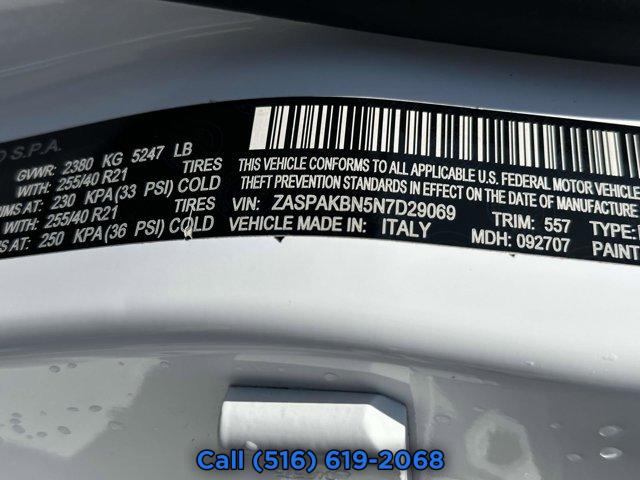 O S.P.A.
GVWR: 2380 KG 5247 LB
WITH: 255/40 R21 TIRES
IMS AT: 230 KPA(33 PSI) COLD
WITH: 255/40 R21 TIRES
MS AT: 250 KPA(36 PSI) COLD
THIS VEHICLE CONFORMS TO ALL APPLICABLE U.S. FEDERAL MOTOR VEHICLE
THEFT PREVENTION STANDARDS IN EFFECT ON THE DATE OF MANUFACTURE
VIN: ZASPAKBN5N7D29069 TRIM: 557 TYPE:
VEHICLE MADE IN: ITALY MDH: 092707 PAINT
Call (516) 619-2068